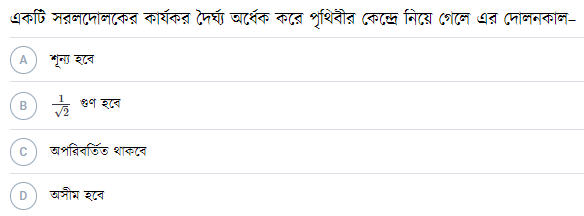 একটি সরলদোলকের কার্যকর দৈর্ঘ্য অর্ধেক করে পৃথিবীর কেন্দ্রে নিয়ে গেলে এর দোলনকাল–
A শূন্য হবে
B 1/√2 গুণ হবে
C অপরিবর্তিত থাকবে
D অসীম হবে